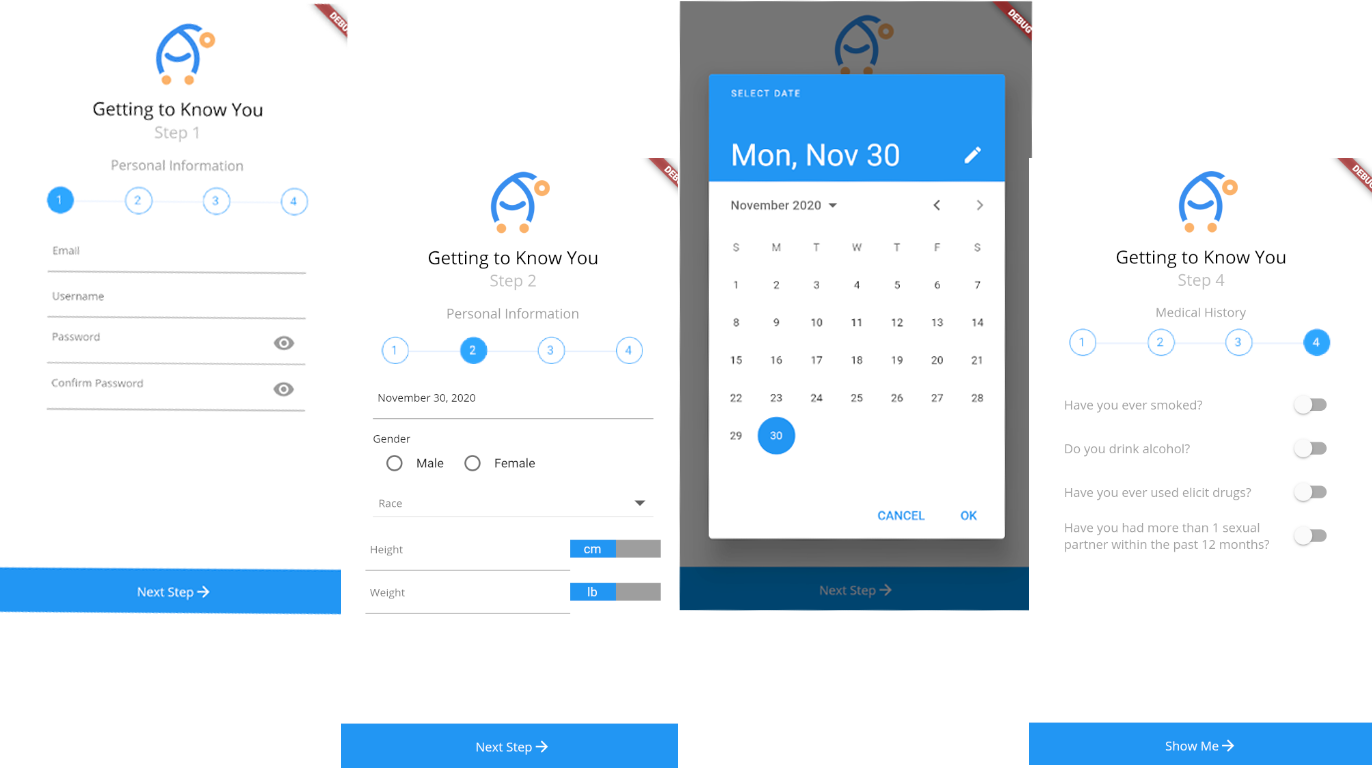 DEBUG
Getting to Know You
Step 1
Personal Information
1 2 3 4
Email
Username
Password
Confirm Password
Next Step
DEBUG
Getting to Know You
Step 2
Personal Information
1 2 3 4
November 30, 2020
Gender
Male Female
Race
Height cm
Weight lb
Next Step
DEBUG
SELECT DATE
Mon, Nov 30
November 2020
S M T W T F S
1 2 3 4 5 6 7
8 9 10 11 12 13 14
15 16 17 18 19 20 21
22 23 24 25 26 27 28
29 30
CANCEL OK
Next Step
DEBUG
Getting to Know You
Step 4
Medical History
1 2 3 4
Have you ever smoked?
Do you drink alcohol?
Have you ever used elicit drugs?
Have you had more than 1 sexual
partner within the past 12 months?
Show Me